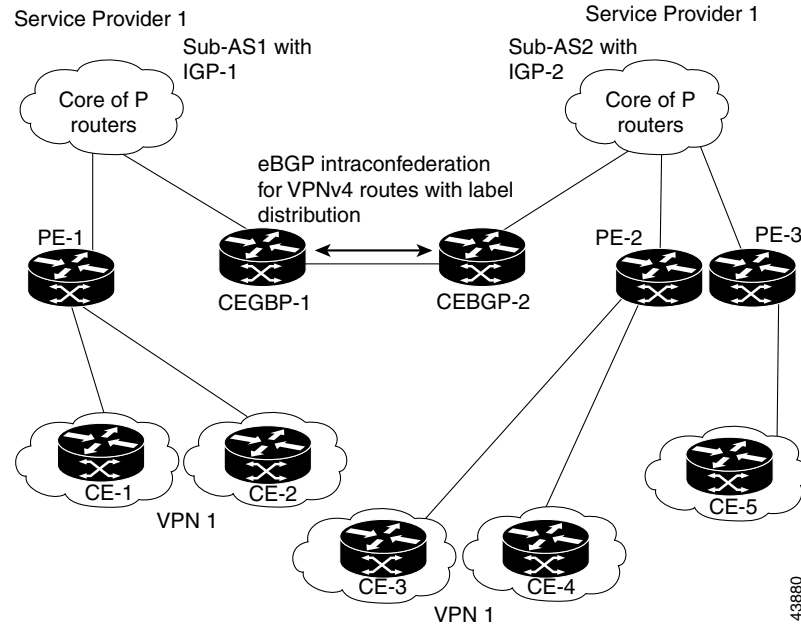 Service Provider 1
Service Provider 1
Sub-AS1 with
IGP-1
Sub-AS2 with
IGP-2
Core of P
routers
Core of P
routers
eBGP intraconfederation
for VPNv4 routes with label
distribution
PE-1
PE-2
PE-3
CEGBP-1
CEBGP-2
CE-1
CE-2
CE-5
VPN 1
CE-3
CE-4
VPN 1
43880